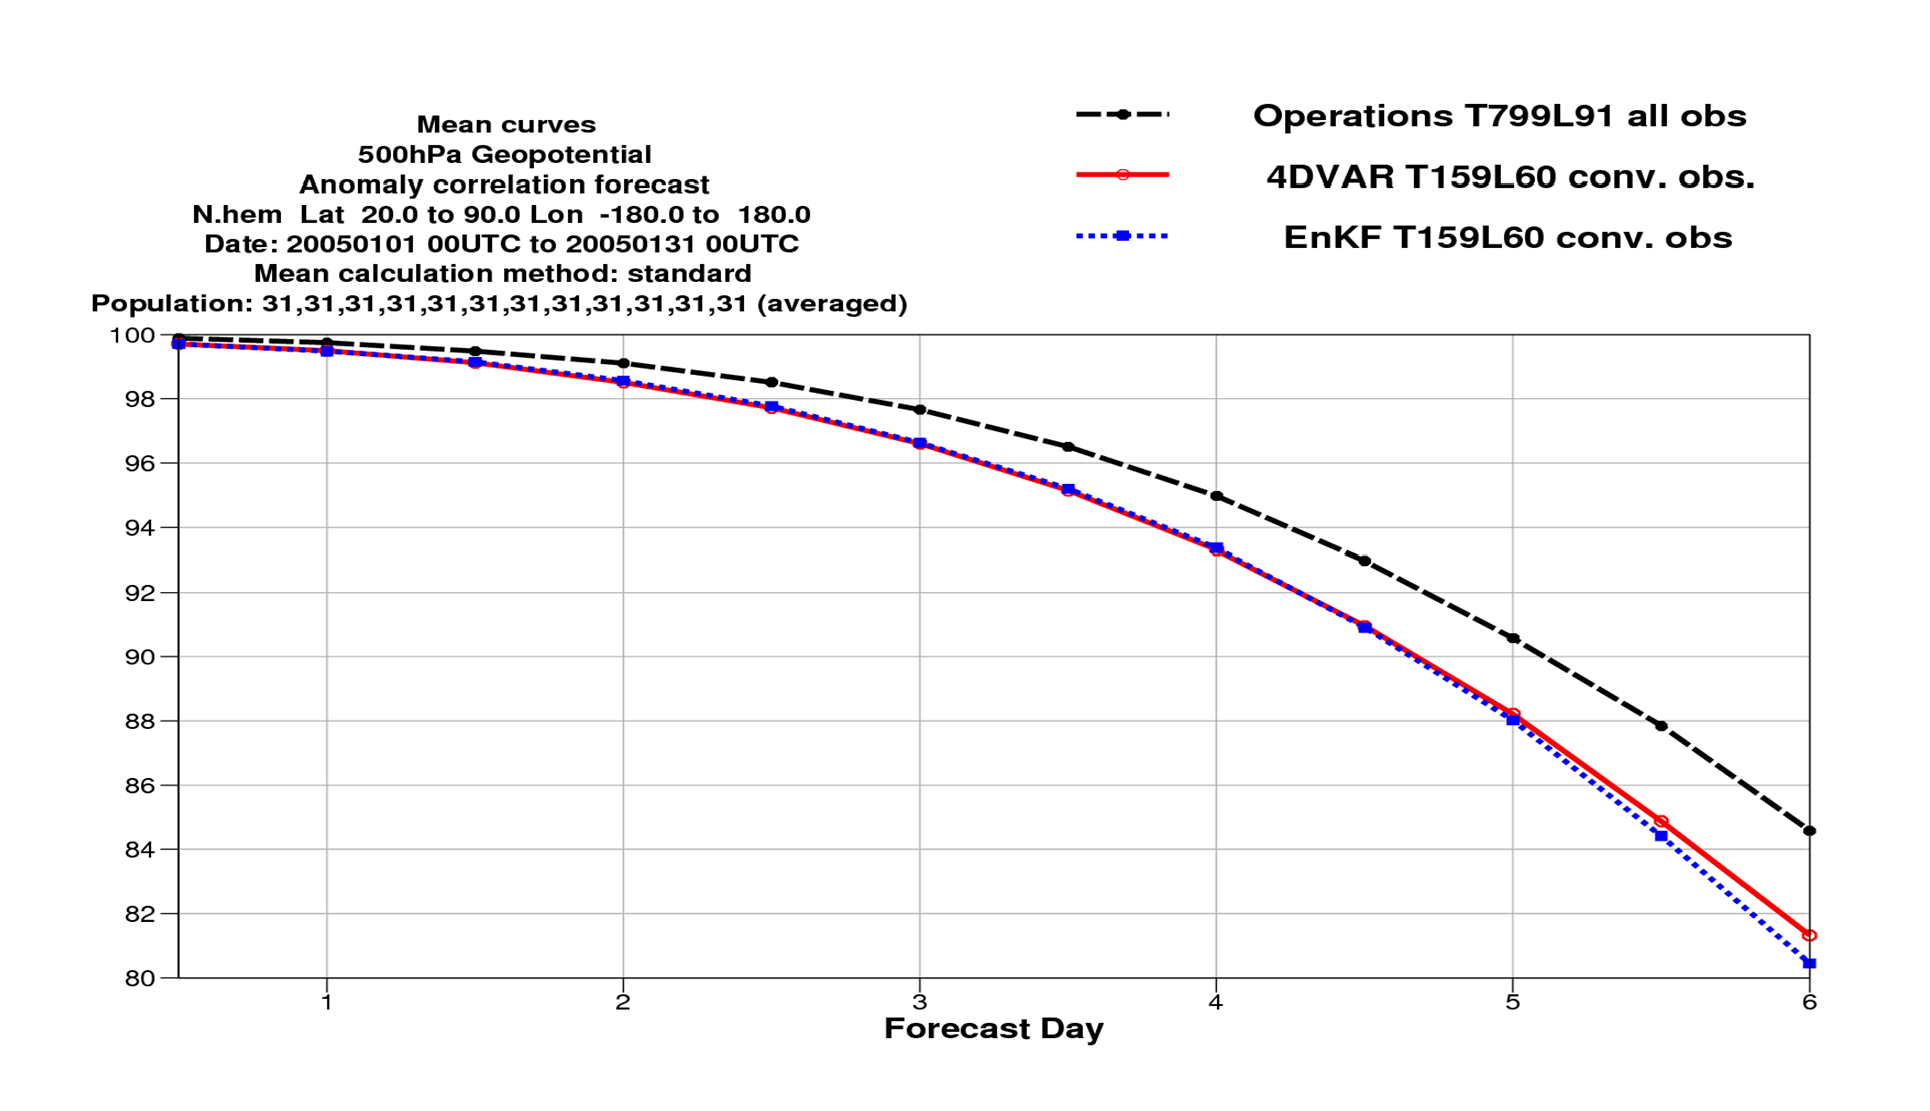 Mean curves
500hPa Geopotential
Anomaly correlation forecast
N.hem Lat 20.0 to 90.0 Lon -180.0 to 180.0
Date: 20050101 00UTC to 20050131 00UTC
Mean calculation method: standard
Population: 31,31,31,31,31,31,31,31,31,31,31,31 (averaged)
Operations T799L91 all obs
4DVAR T159L60 conv. obs.
EnKF T159L60 conv. obs
100
98
96
94
92
90
88
86
84
82
80
1 2 3 4 5 6
Forecast Day